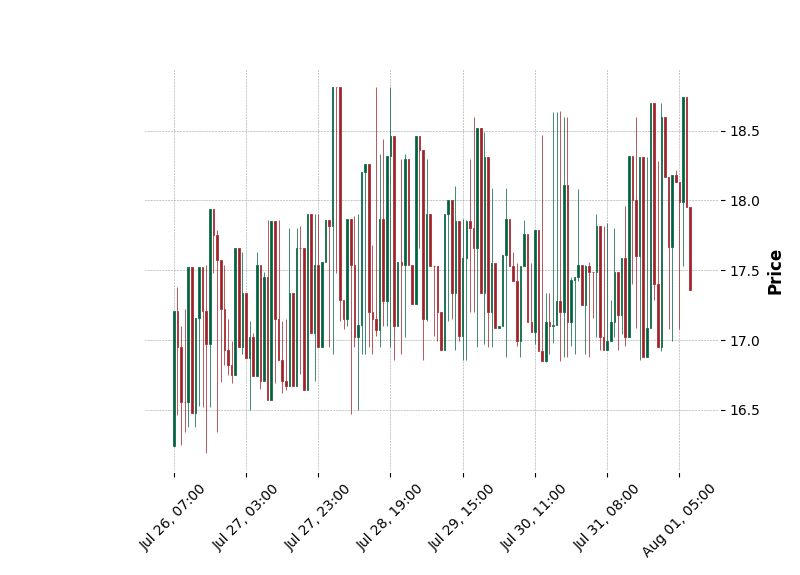 18.5
18.0
17.5
17.0
16.5
Price
Jul 26, 07:00
Jul 27, 03:00
Jul 27, 23:00
Jul 28, 19:00
Jul 29, 15:00
Jul 30, 11:00
Jul 31, 08:00
Aug 01, 05:00